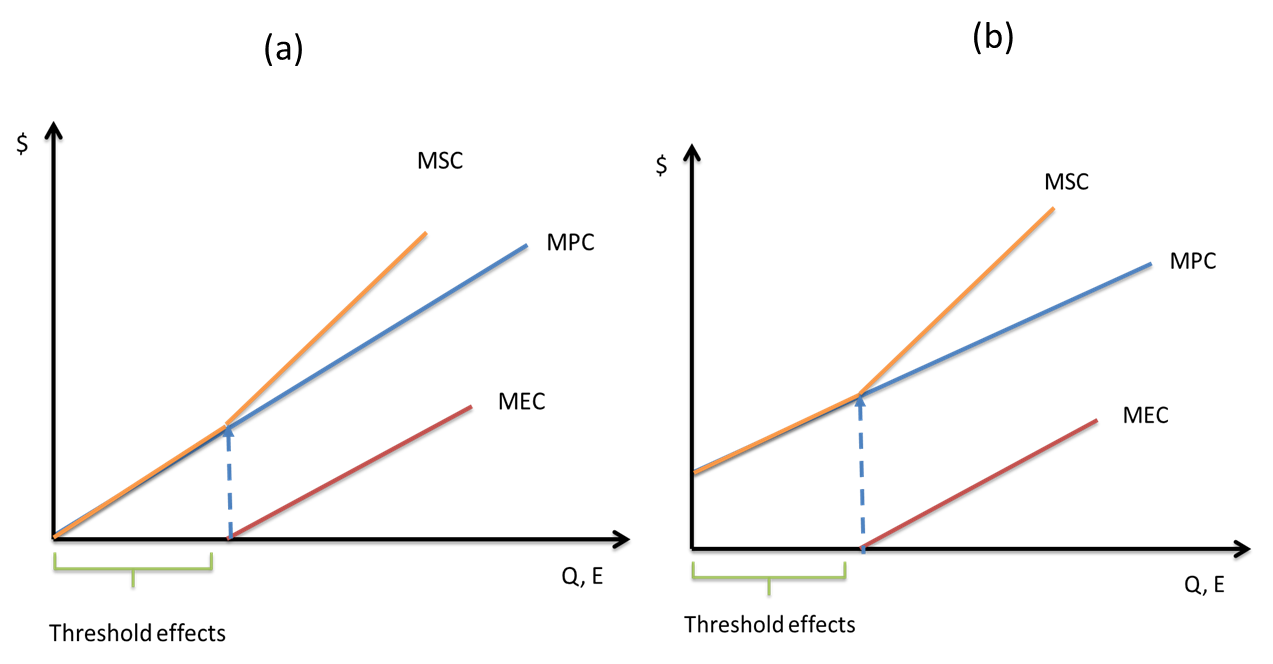 (a)
$
MSC
MPC
MEC
Q, E
Threshold effects
(b)
$
MSC
MPC
MEC
Q, E
Threshold effects